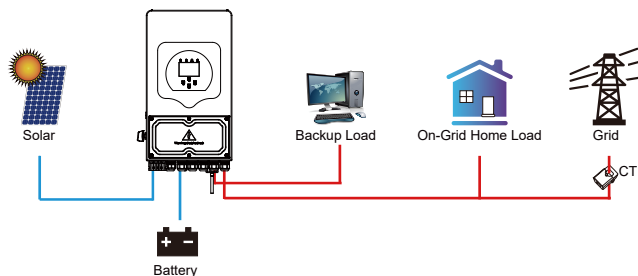 Solar
Backup Load
On-Grid Home Load
Grid
CT
Battery